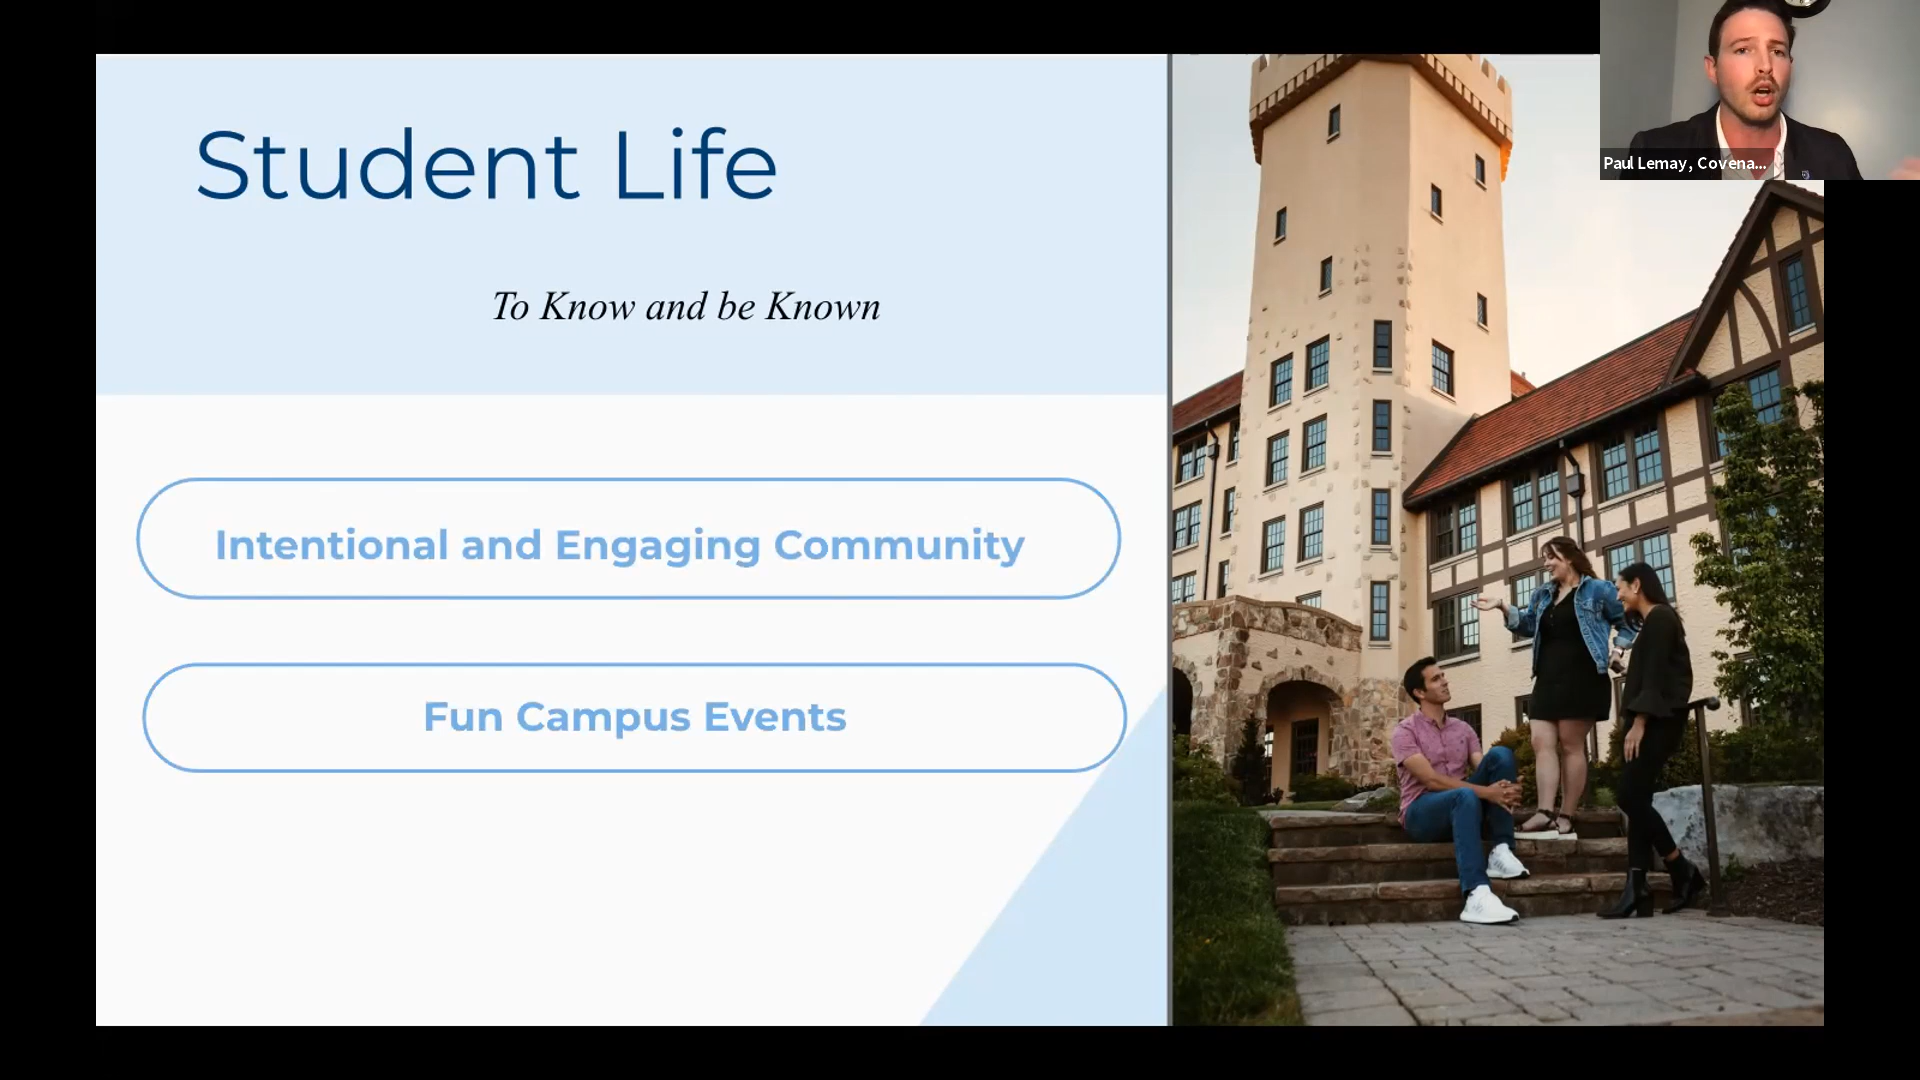 Student Life
To Know and be Known
Intentional and Engaging Community
Fun Campus Events
Paul Lemay, Covena...